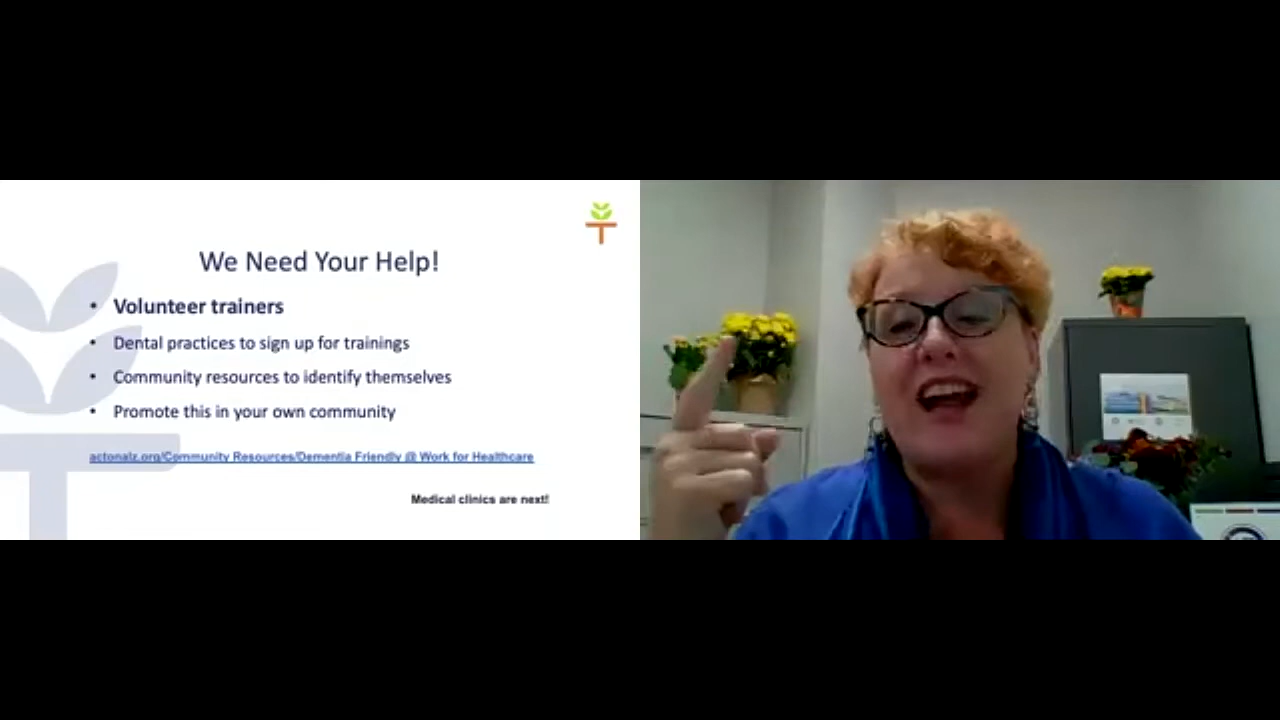 We Need Your Help!
• Volunteer trainers
• Dental practices to sign up for trainings
• Community resources to identify themselves
• Promote this in your own community
actonalz.org/Community Resources/Dementia Friendly @ Work for Healthcare
Medical clinics are next!